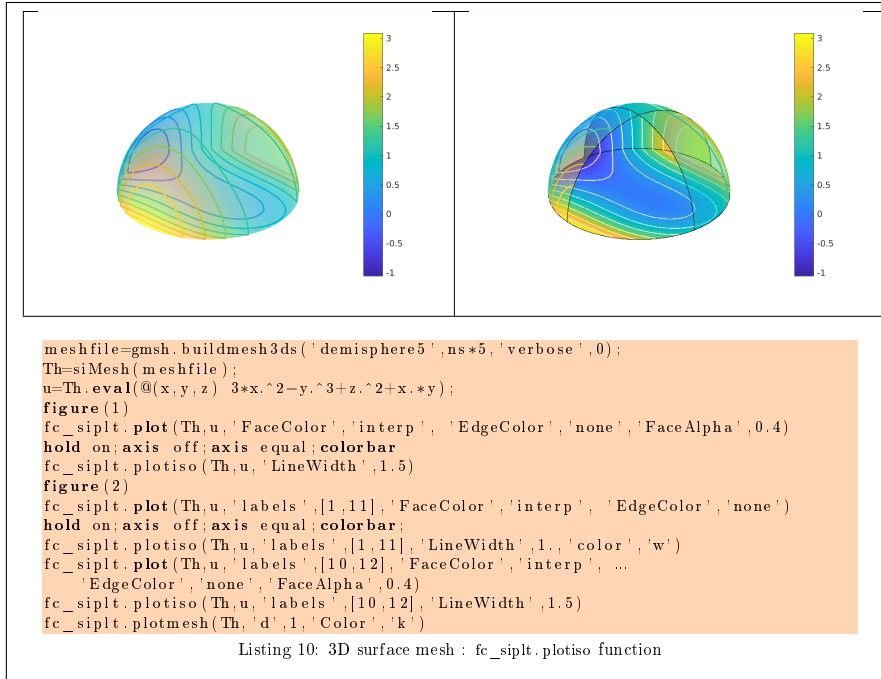 3
2.5
2
1.5
1
0.5
0
-0.5
-1
3
2.5
2
1.5
1
0.5
0
-0.5
-1
meshfile=gmsh.buildmesh3ds('demisphere5',ns*5,'verbose',0);
Th=siMesh(meshfile);
u=Th.eval(@(x,y,z) 3*x.^2-y.^3+z.^2+x.*y);
figure(1)
fc_siplt.plot(Th,u,'FaceColor','interp', 'EdgeColor','none','FaceAlpha',0.4)
hold on;axis off;axis equal;colorbar
fc_siplt.plotiso(Th,u,'LineWidth',1.5)
figure(2)
fc_siplt.plot(Th,u,'labels',[1,11],'FaceColor','interp', 'EdgeColor','none')
hold on;axis off;axis equal;colorbar;
fc_siplt.plotiso(Th,u,'labels',[1,11],'LineWidth',1.,'color','w')
fc_siplt.plot(Th,u,'labels',[10,12],'FaceColor','interp', ...
'EdgeColor','none','FaceAlpha',0.4)
fc_siplt.plotiso(Th,u,'labels',[10,12],'LineWidth',1.5)
fc_siplt.plotmesh(Th,'d',1,'Color','k')
Listing 10: 3D surface mesh : fc_siplt.plotiso function